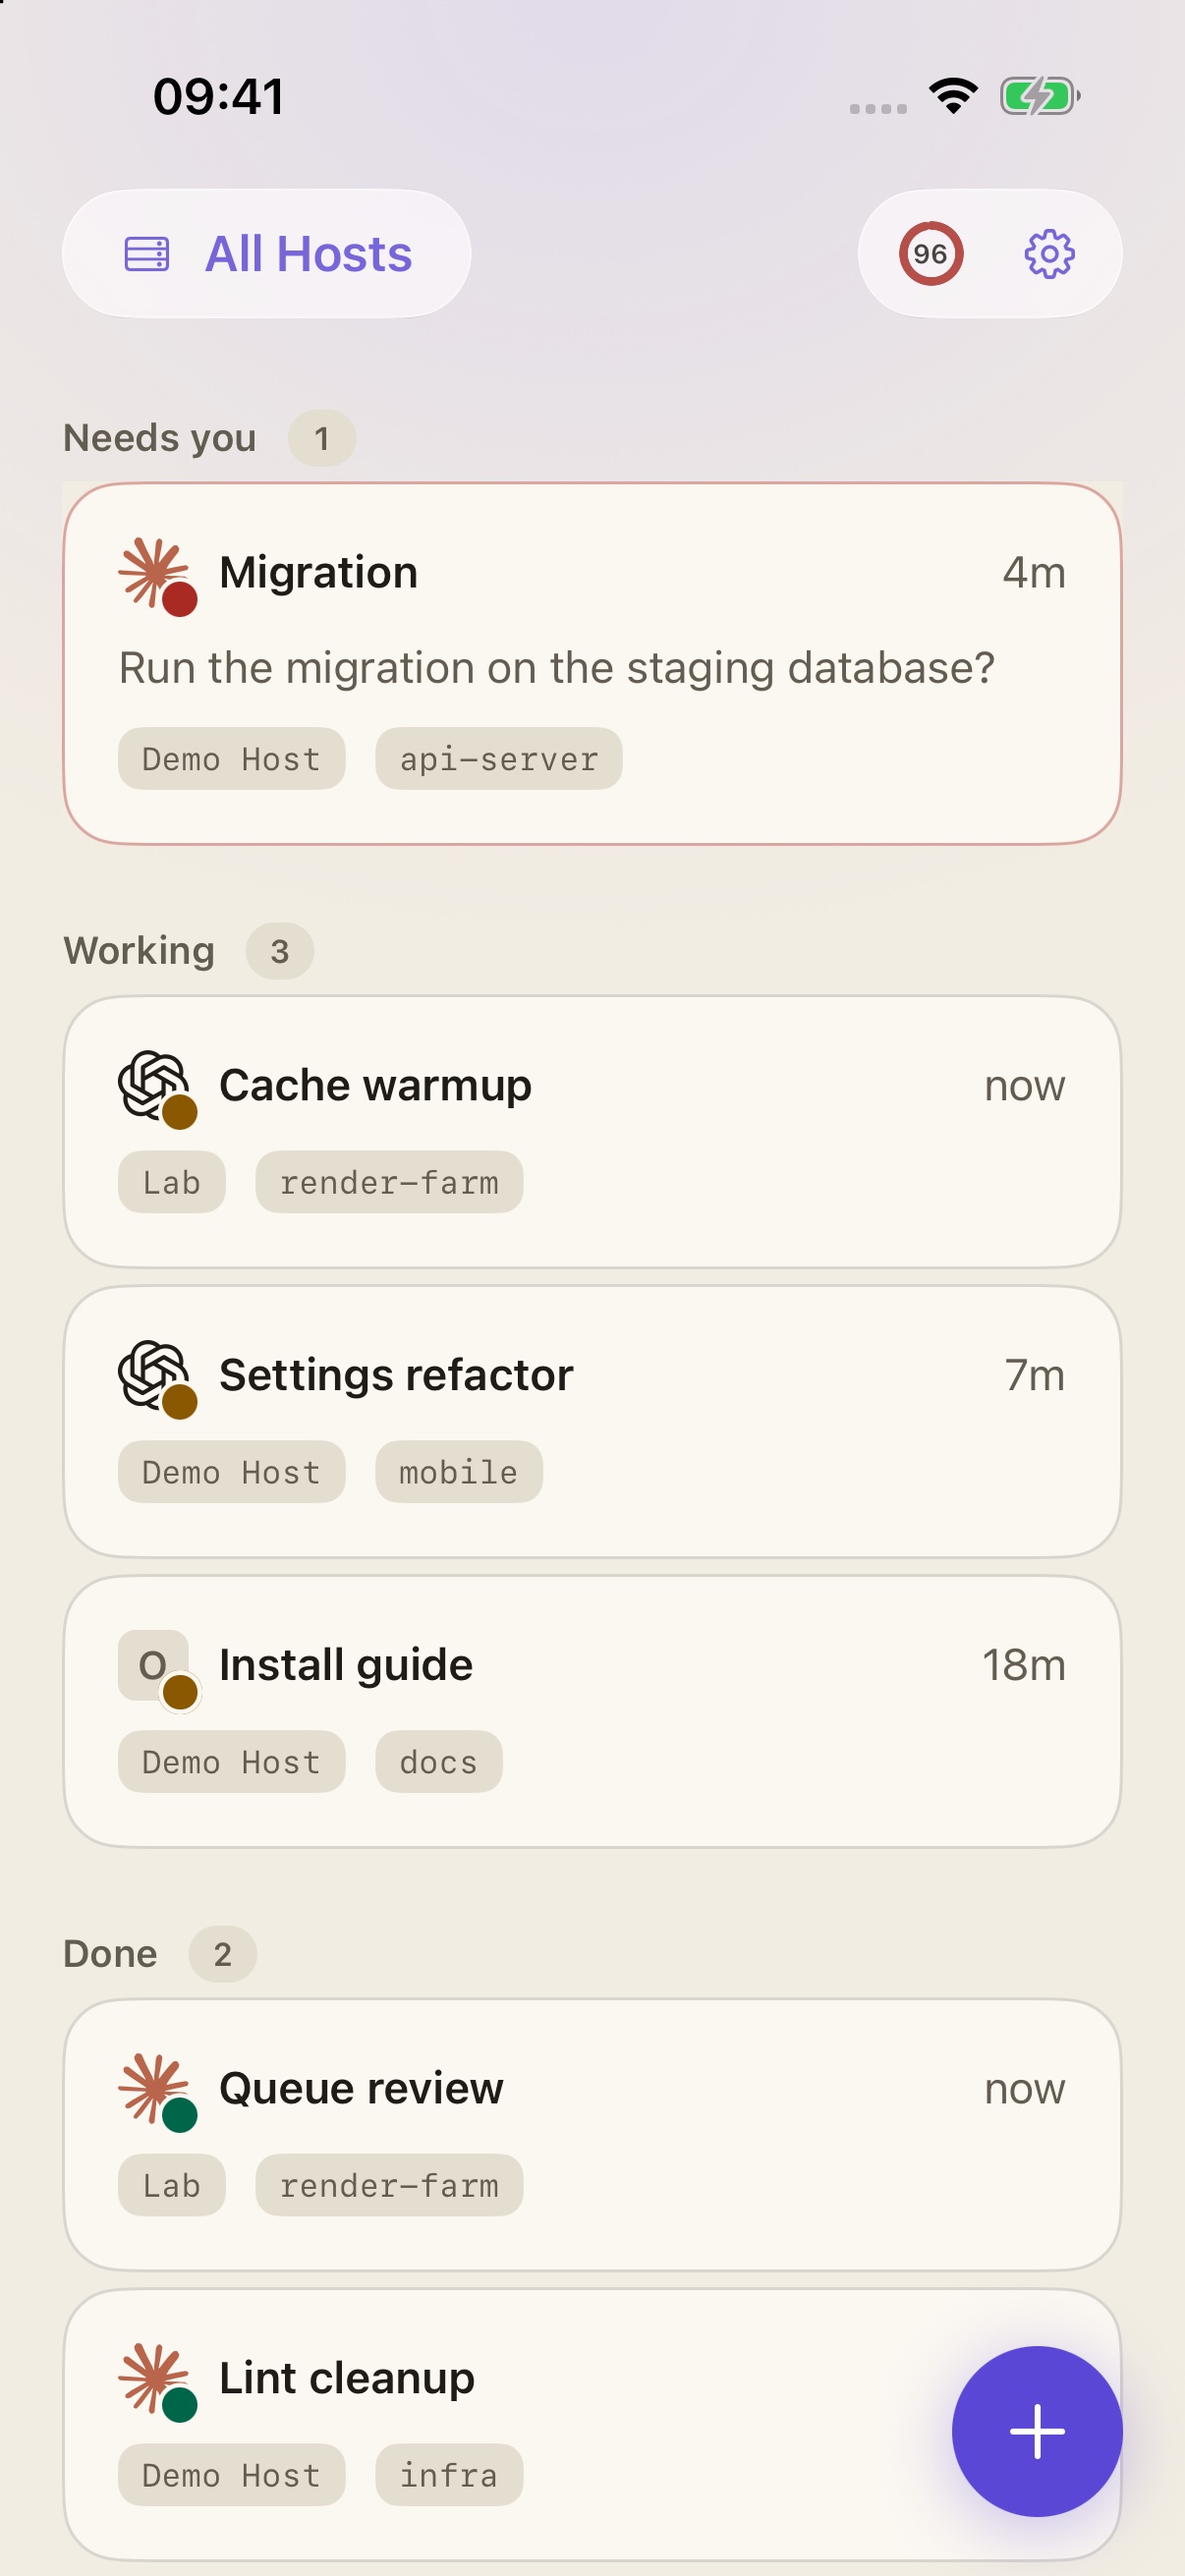 09:41
All Hosts
96
Needs you 1
Migration 4m
Run the migration on the staging database?
Demo Host api-server
Working 3
Cache warmup now
Lab render-farm
Settings refactor 7m
Demo Host mobile
O Install guide 18m
Demo Host docs
Done 2
Queue review now
Lab render-farm
Lint cleanup
Demo Host infra